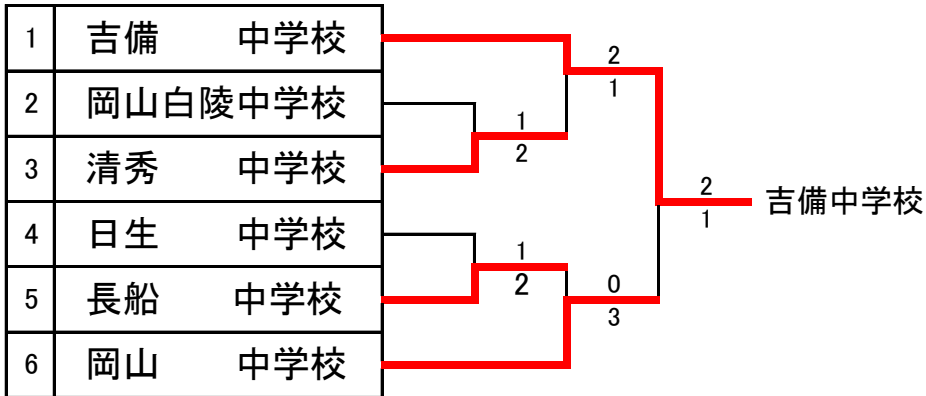 1 吉備 中学校
2 岡山白陵中学校
3 清秀 中学校
4 日生 中学校
5 長船 中学校
6 岡山 中学校
1
2
1
2
2
1
0
3
2
1
吉備中学校